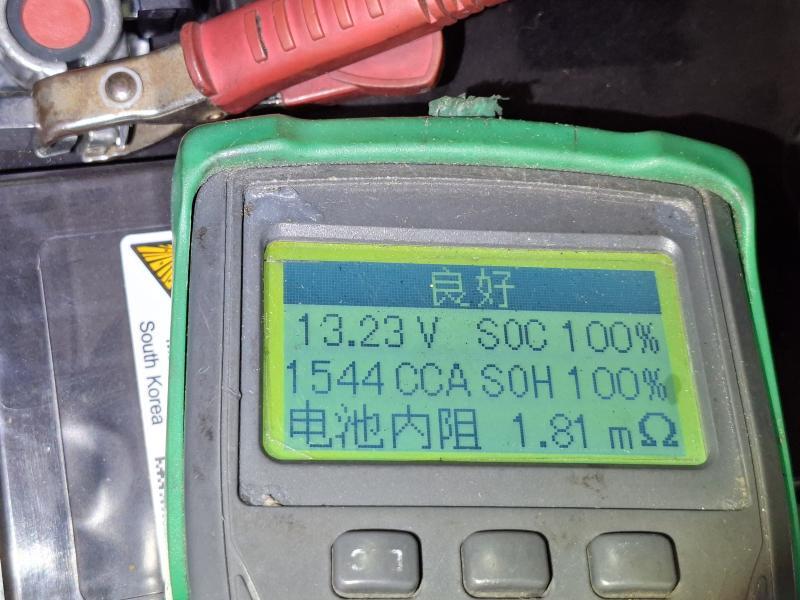 良好
13.23 V SOC 100%
1544 CCA SOH 100%
电池内阻 1.81 mΩ
South Korea